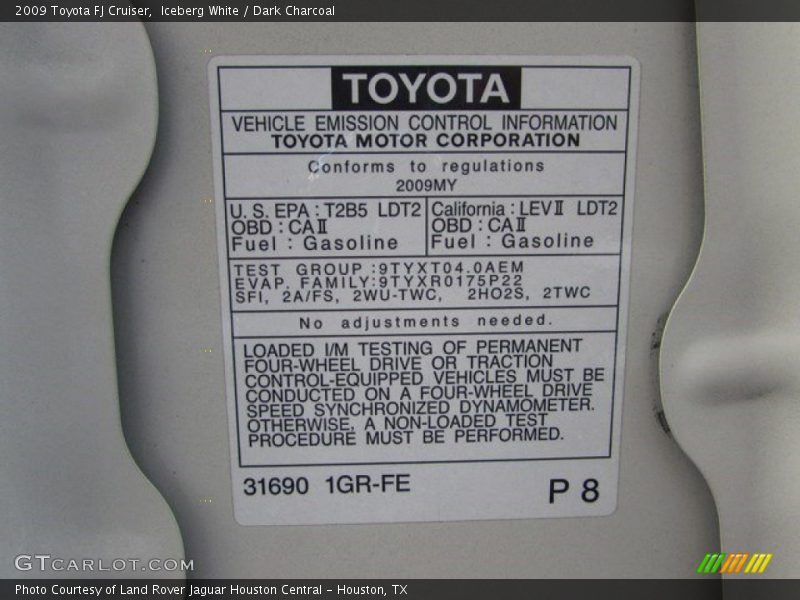 2009 Toyota FJ Cruiser,  Iceberg White / Dark Charcoal
TOYOTA
VEHICLE EMISSION CONTROL INFORMATION
TOYOTA MOTOR CORPORATION
Conforms to regulations
2009MY
U.S. EPA : T2B5 LDT2
OBD : CAⅡ
Fuel : Gasoline
California : LEVⅡ LDT2
OBD : CAⅡ
Fuel : Gasoline
TEST GROUP :9TYXT04.0AEM
EVAP. FAMILY:9TYXR0175P22
SFI, 2A/FS, 2WU-TWC, 2HO2S, 2TWC
No adjustments needed.
LOADED I/M TESTING OF PERMANENT
FOUR-WHEEL DRIVE OR TRACTION
CONTROL-EQUIPPED VEHICLES MUST BE
CONDUCTED ON A FOUR-WHEEL DRIVE
SPEED SYNCHRONIZED DYNAMOMETER.
OTHERWISE, A NON-LOADED TEST
PROCEDURE MUST BE PERFORMED.
31690 1GR-FE P 8
GTCARLOT.COM
Photo Courtesy of Land Rover Jaguar Houston Central – Houston, TX